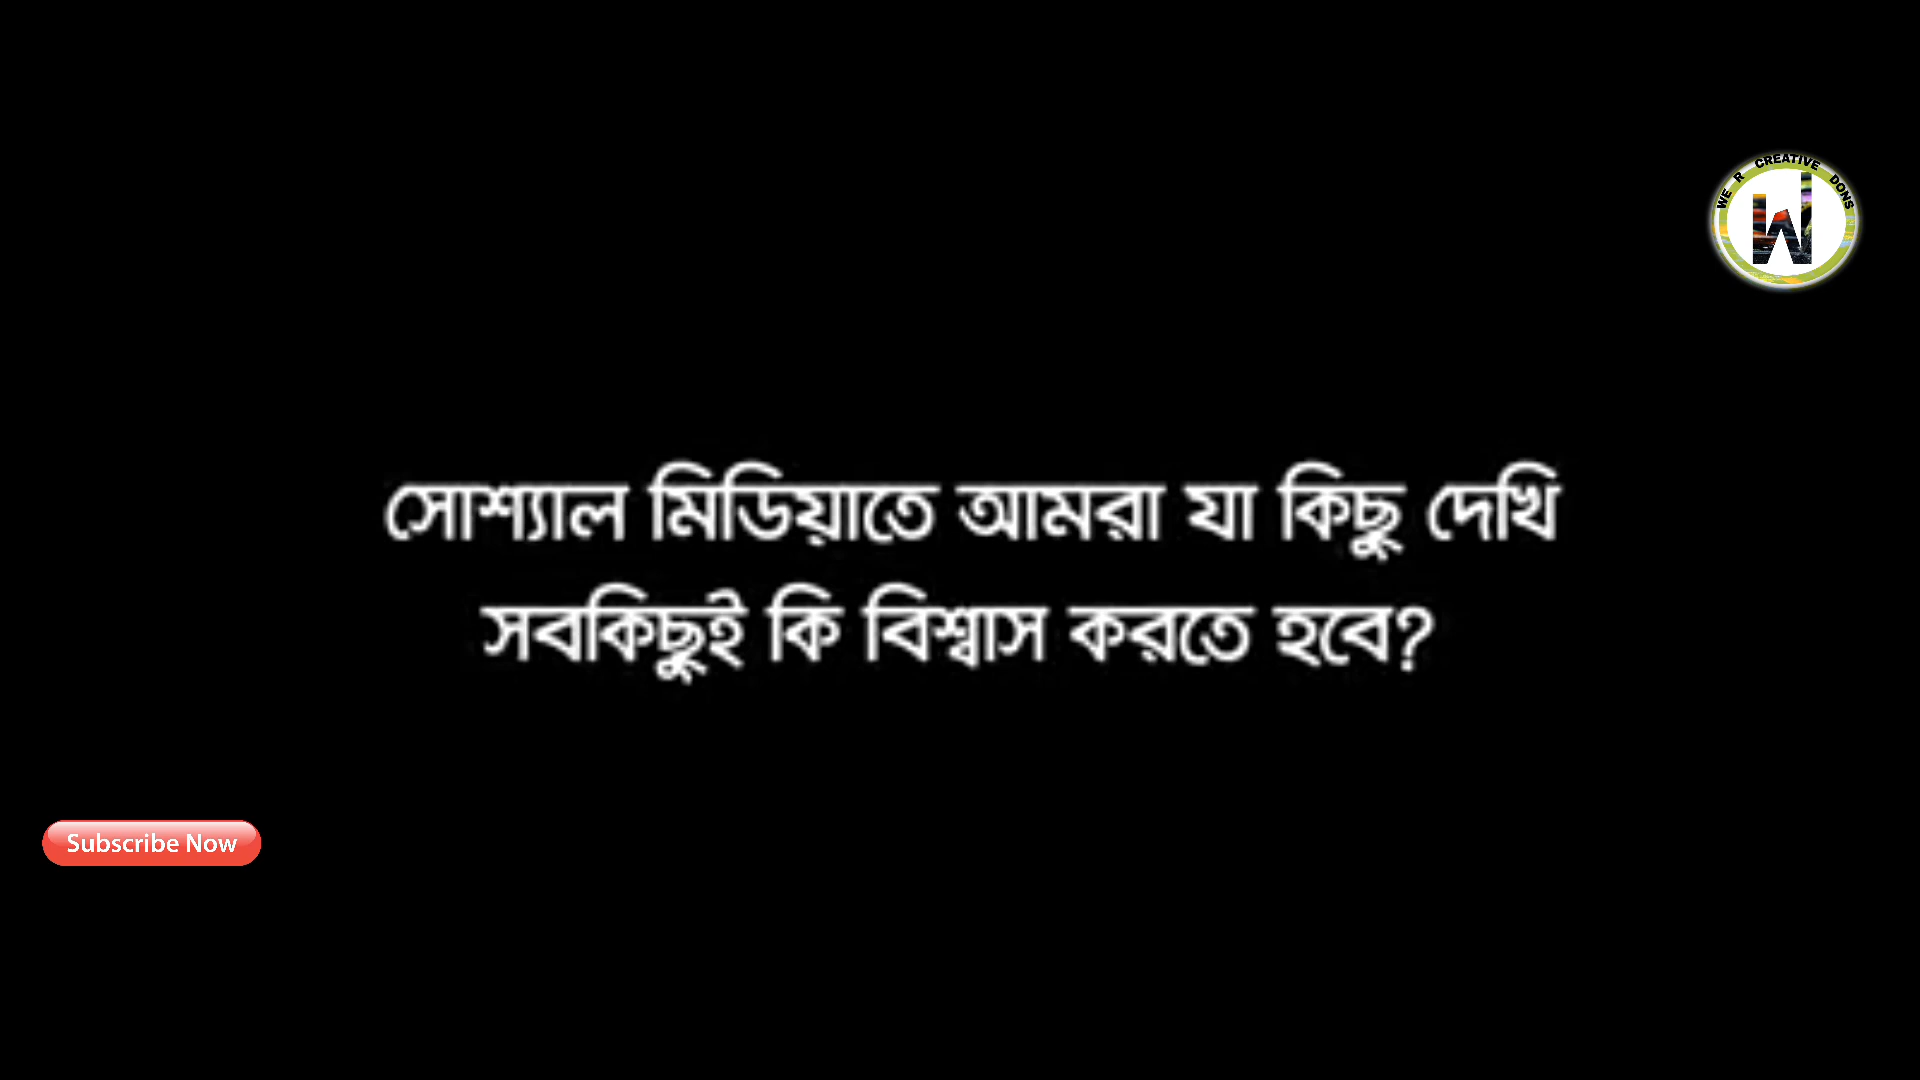 WE R CREATIVE DONS
W
সোশ্যাল মিডিয়াতে আমরা যা কিছু দেখি
সবকিছুই কি বিশ্বাস করতে হবে?
Subscribe Now